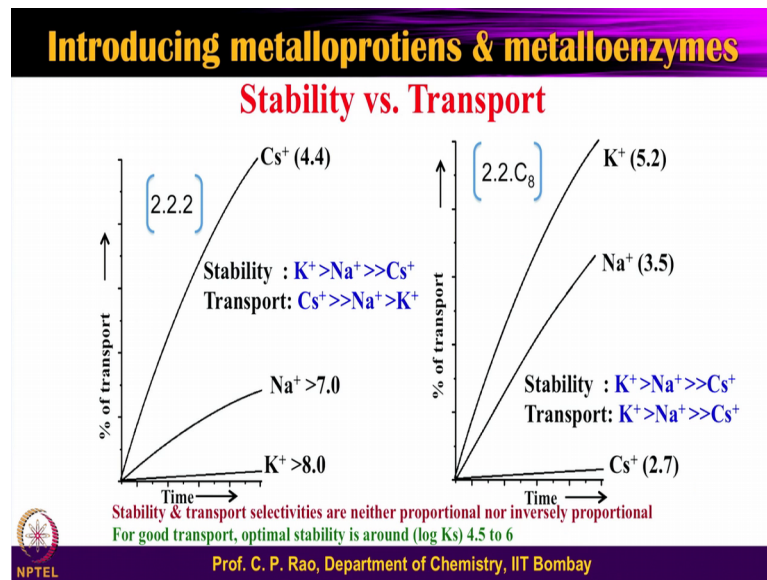 Introducing metalloprotiens & metalloenzymes
Stability vs. Transport
% of transport
[2.2.2]
Cs⁺ (4.4)
Stability : K⁺>Na⁺>>Cs⁺
Transport: Cs⁺>>Na⁺>K⁺
Na⁺ >7.0
K⁺ >8.0
Time
% of transport
[2.2.C₈]
K⁺ (5.2)
Na⁺ (3.5)
Stability : K⁺>Na⁺>>Cs⁺
Transport: K⁺>Na⁺>>Cs⁺
Cs⁺ (2.7)
Time
Stability & transport selectivities are neither proportional nor inversely proportional
For good transport, optimal stability is around (log Ks) 4.5 to 6
NPTEL
Prof. C. P. Rao, Department of Chemistry, IIT Bombay